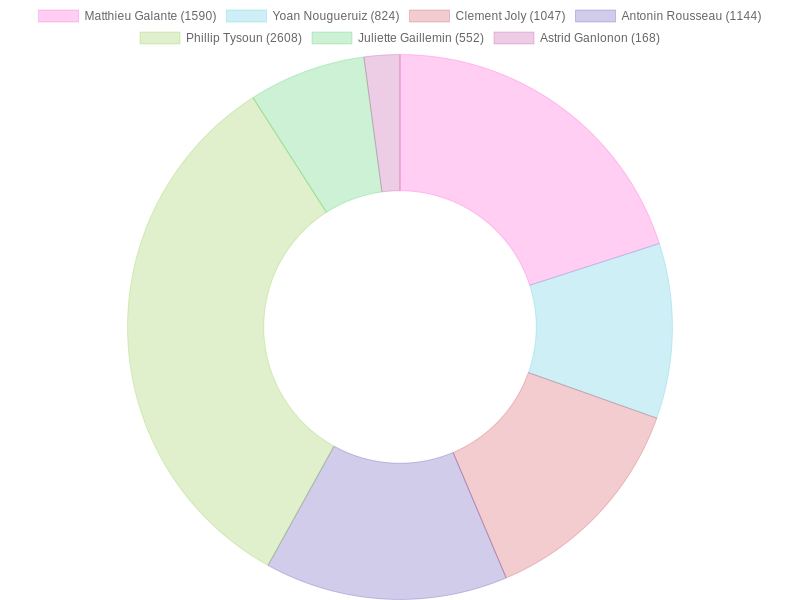 Matthieu Galante (1590) Yoan Nougueruiz (824) Clement Joly (1047) Antonin Rousseau (1144)
Phillip Tysoun (2608) Juliette Gaillemin (552) Astrid Ganlonon (168)